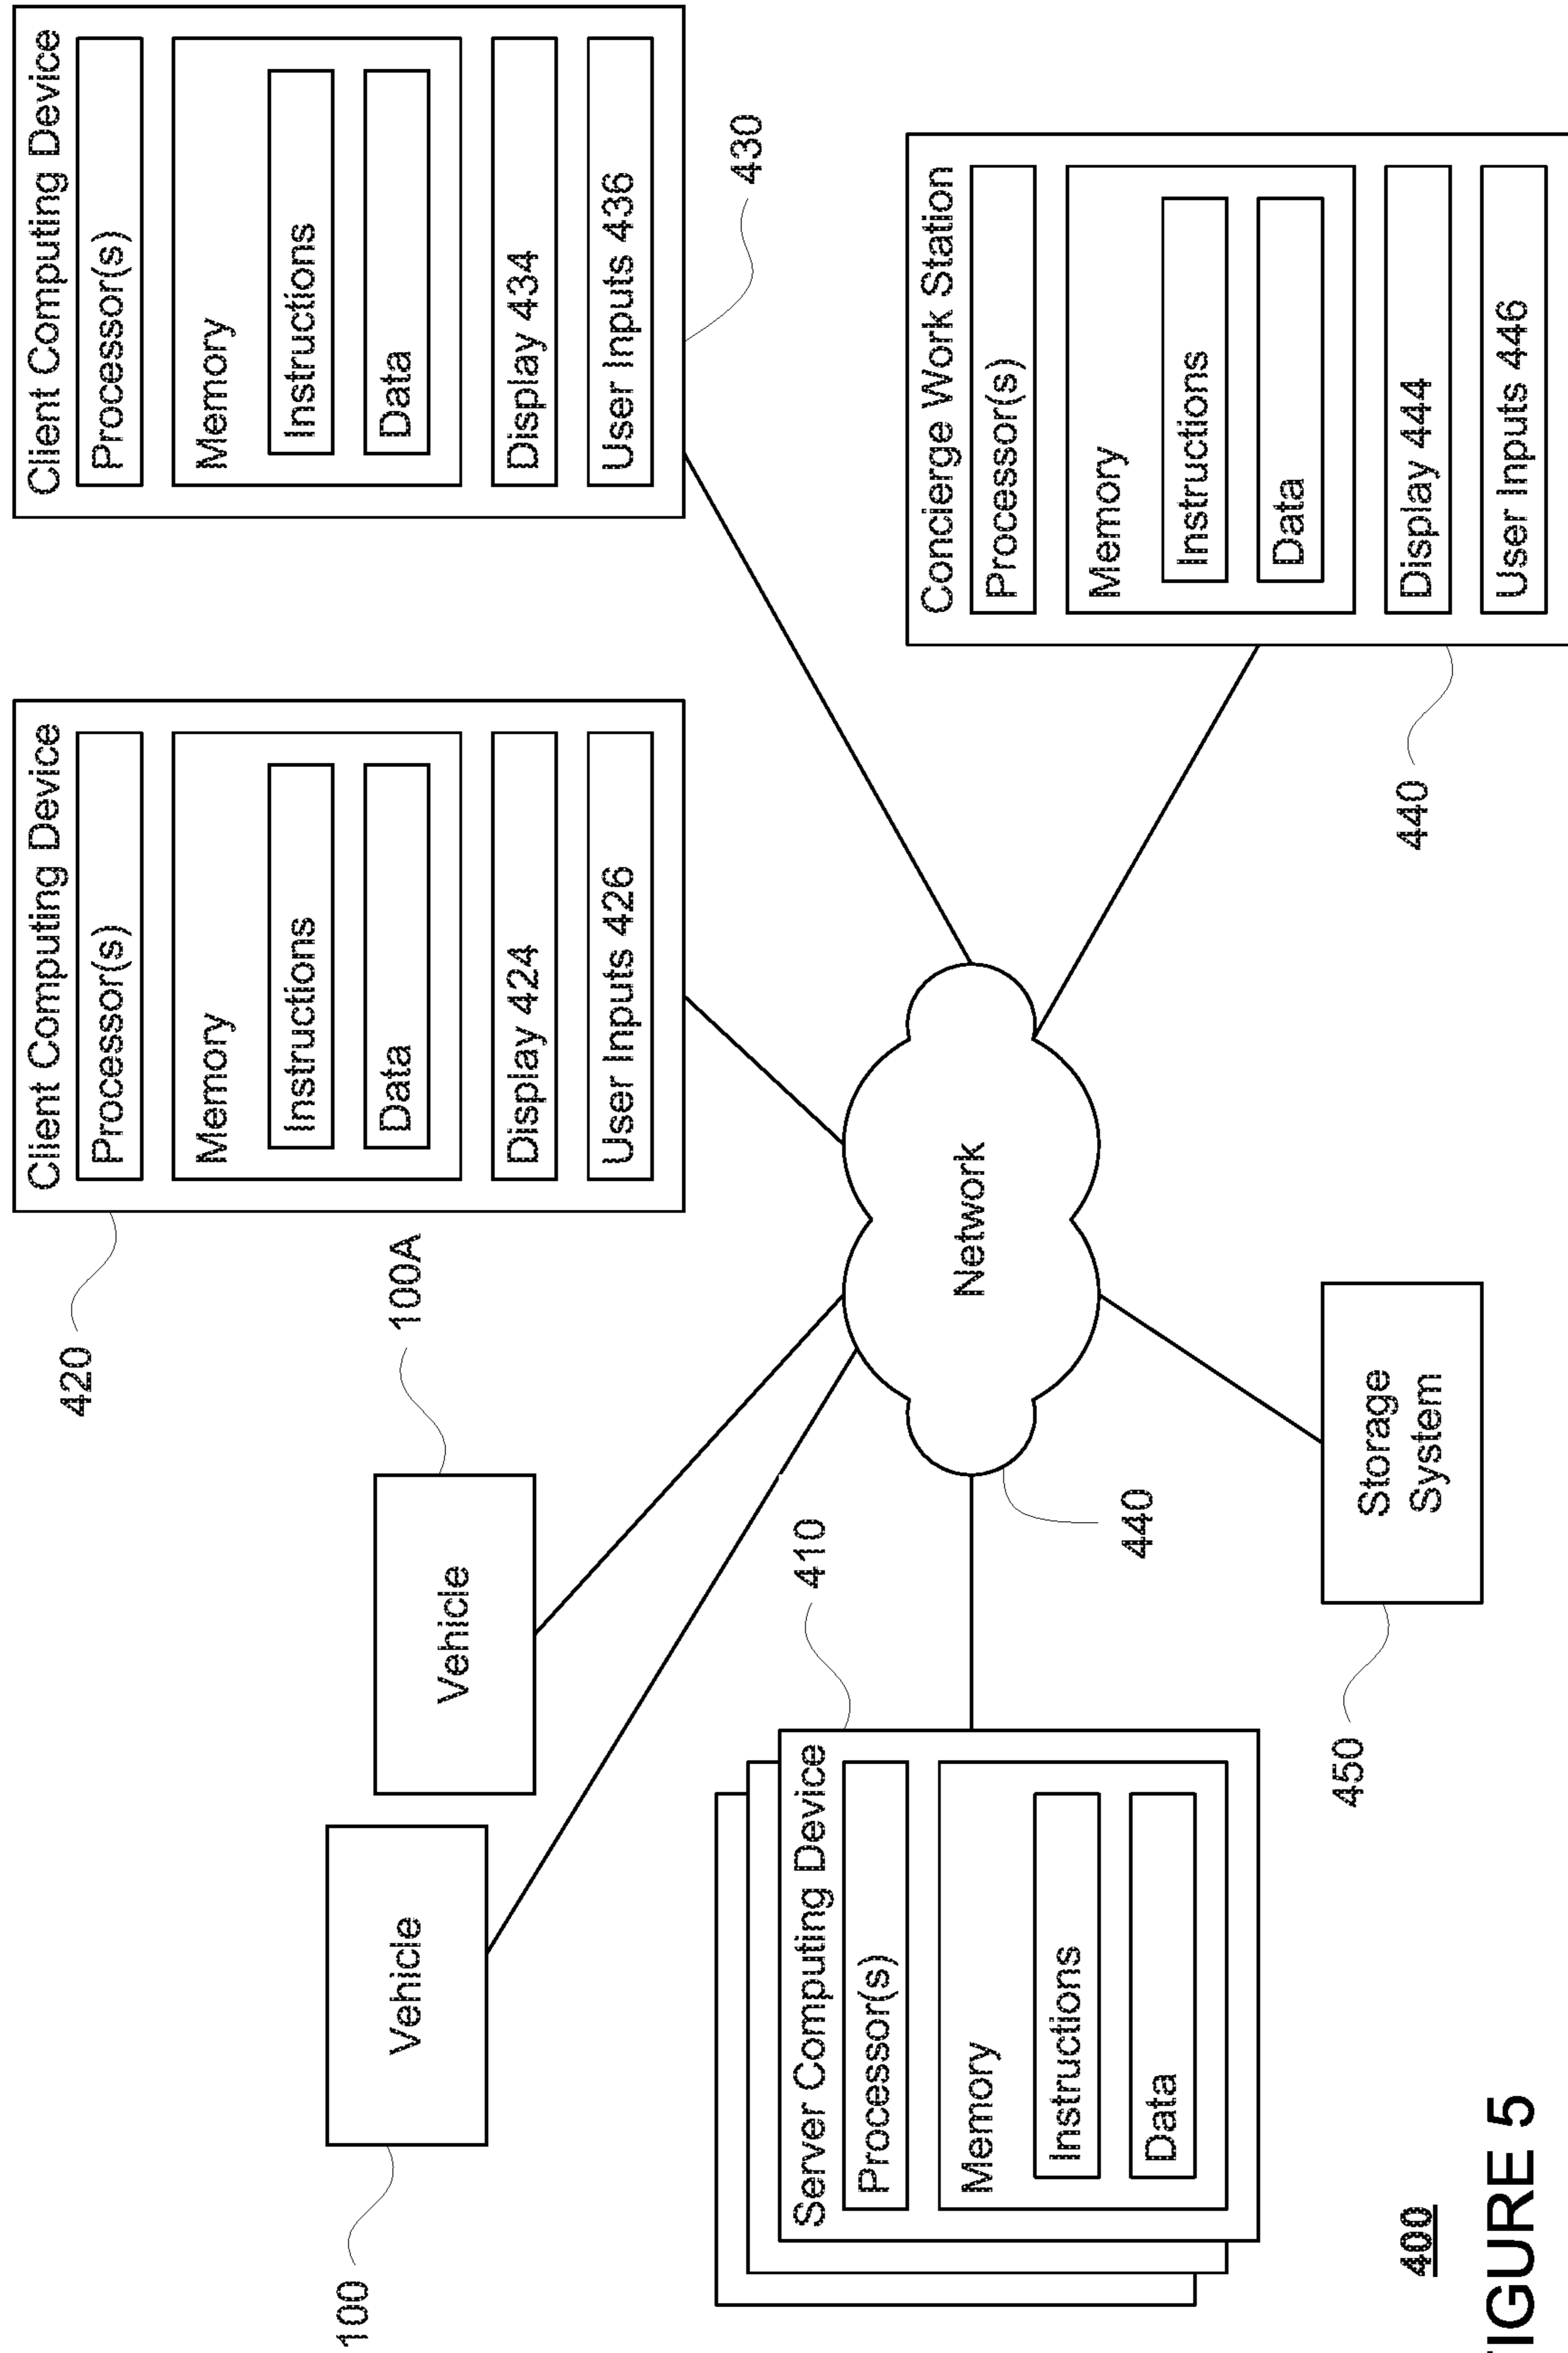 Client Computing Device
Processor(s)
Memory
Instructions
Data
Display 424
User Inputs 426
420
Client Computing Device
Processor(s)
Memory
Instructions
Data
Display 434
User Inputs 436
430
Vehicle
100
Vehicle
100A
Server Computing Device
Processor(s)
Memory
Instructions
Data
410
Network
440
Concierge Work Station
Processor(s)
Memory
Instructions
Data
Display 444
User Inputs 446
440
Storage
System
450
400
FIGURE 5